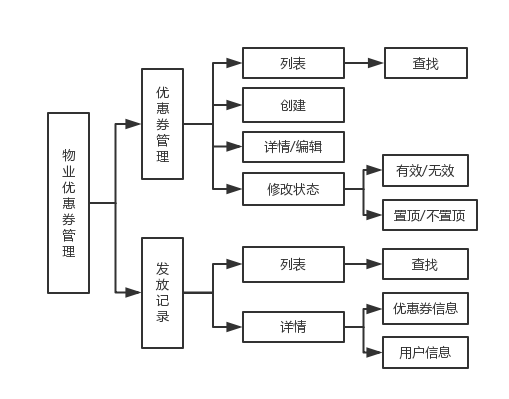 物业优惠券管理
优惠券管理
列表
查找
创建
详情/编辑
修改状态
有效/无效
置顶/不置顶
发放记录
列表
查找
详情
优惠券信息
用户信息